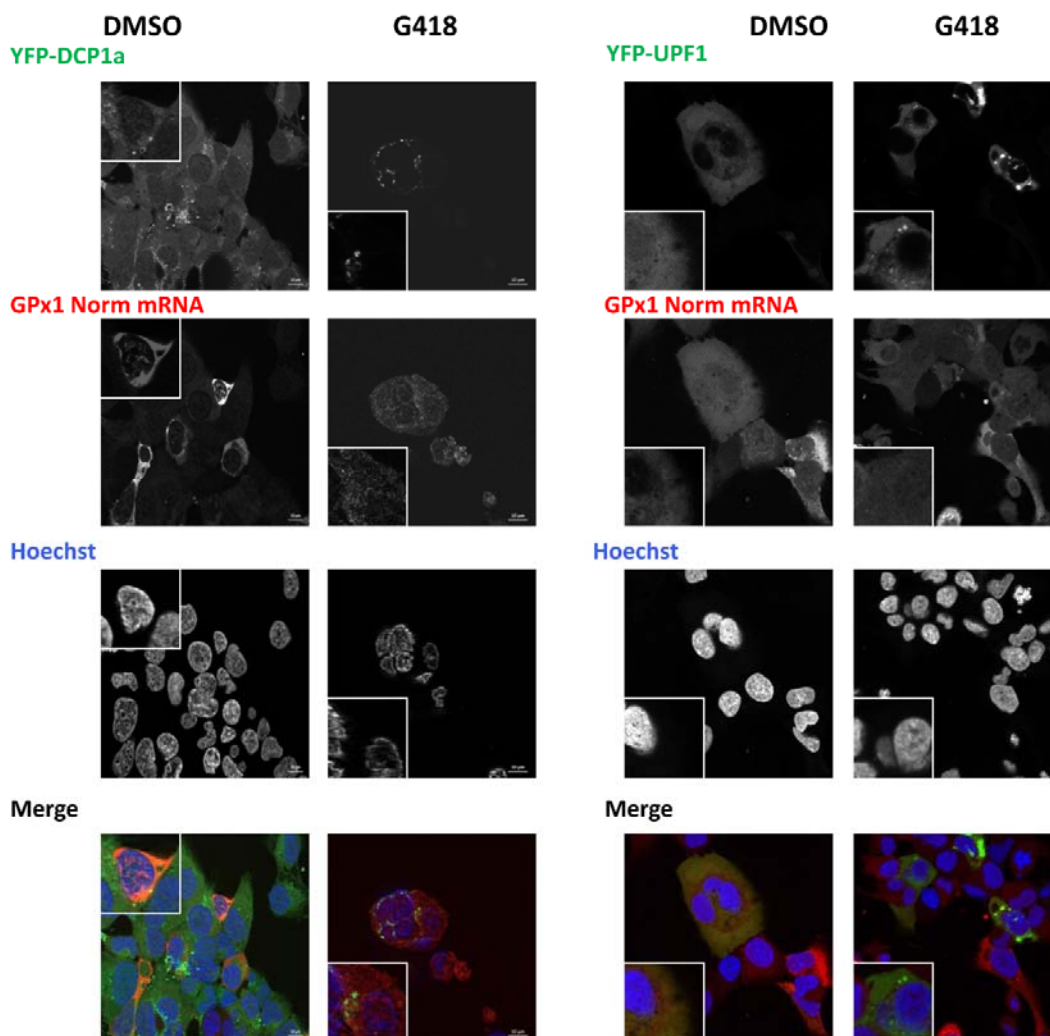 DMSO G418 DMSO G418
YFP-DCP1a YFP-UPF1
GPx1 Norm mRNA GPx1 Norm mRNA
Hoechst Hoechst
Merge Merge